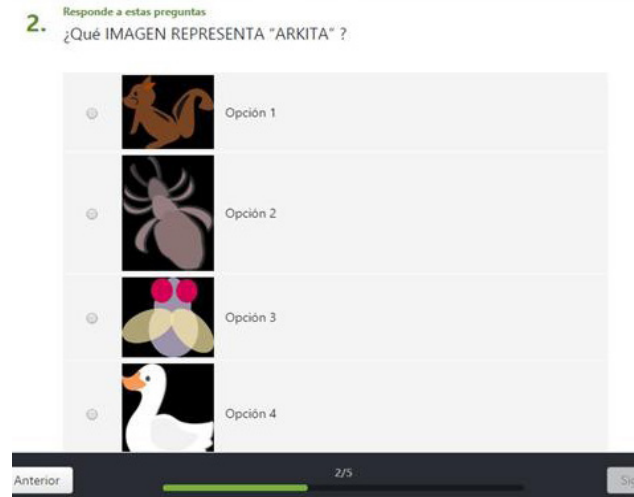 2.
Responde a estas preguntas
¿Qué IMAGEN REPRESENTA "ARKITA" ?
Opción 1
Opción 2
Opción 3
Opción 4
Anterior
2/5